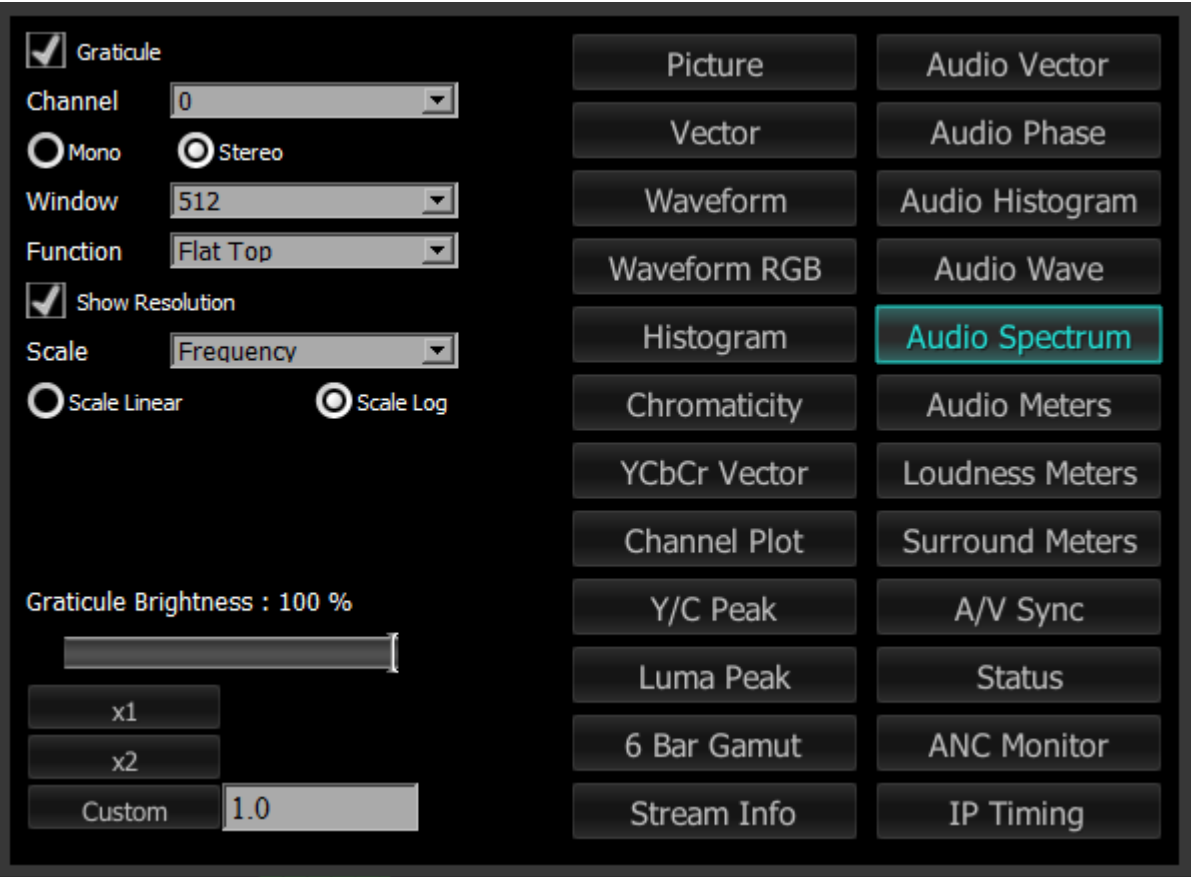 Graticule
Channel 0
Mono Stereo
Window 512
Function Flat Top
Show Resolution
Scale Frequency
Scale Linear Scale Log
Graticule Brightness : 100 %
x1
x2
Custom 1.0
Picture
Vector
Waveform
Waveform RGB
Histogram
Chromaticity
YCbCr Vector
Channel Plot
Y/C Peak
Luma Peak
6 Bar Gamut
Stream Info
Audio Vector
Audio Phase
Audio Histogram
Audio Wave
Audio Spectrum
Audio Meters
Loudness Meters
Surround Meters
A/V Sync
Status
ANC Monitor
IP Timing